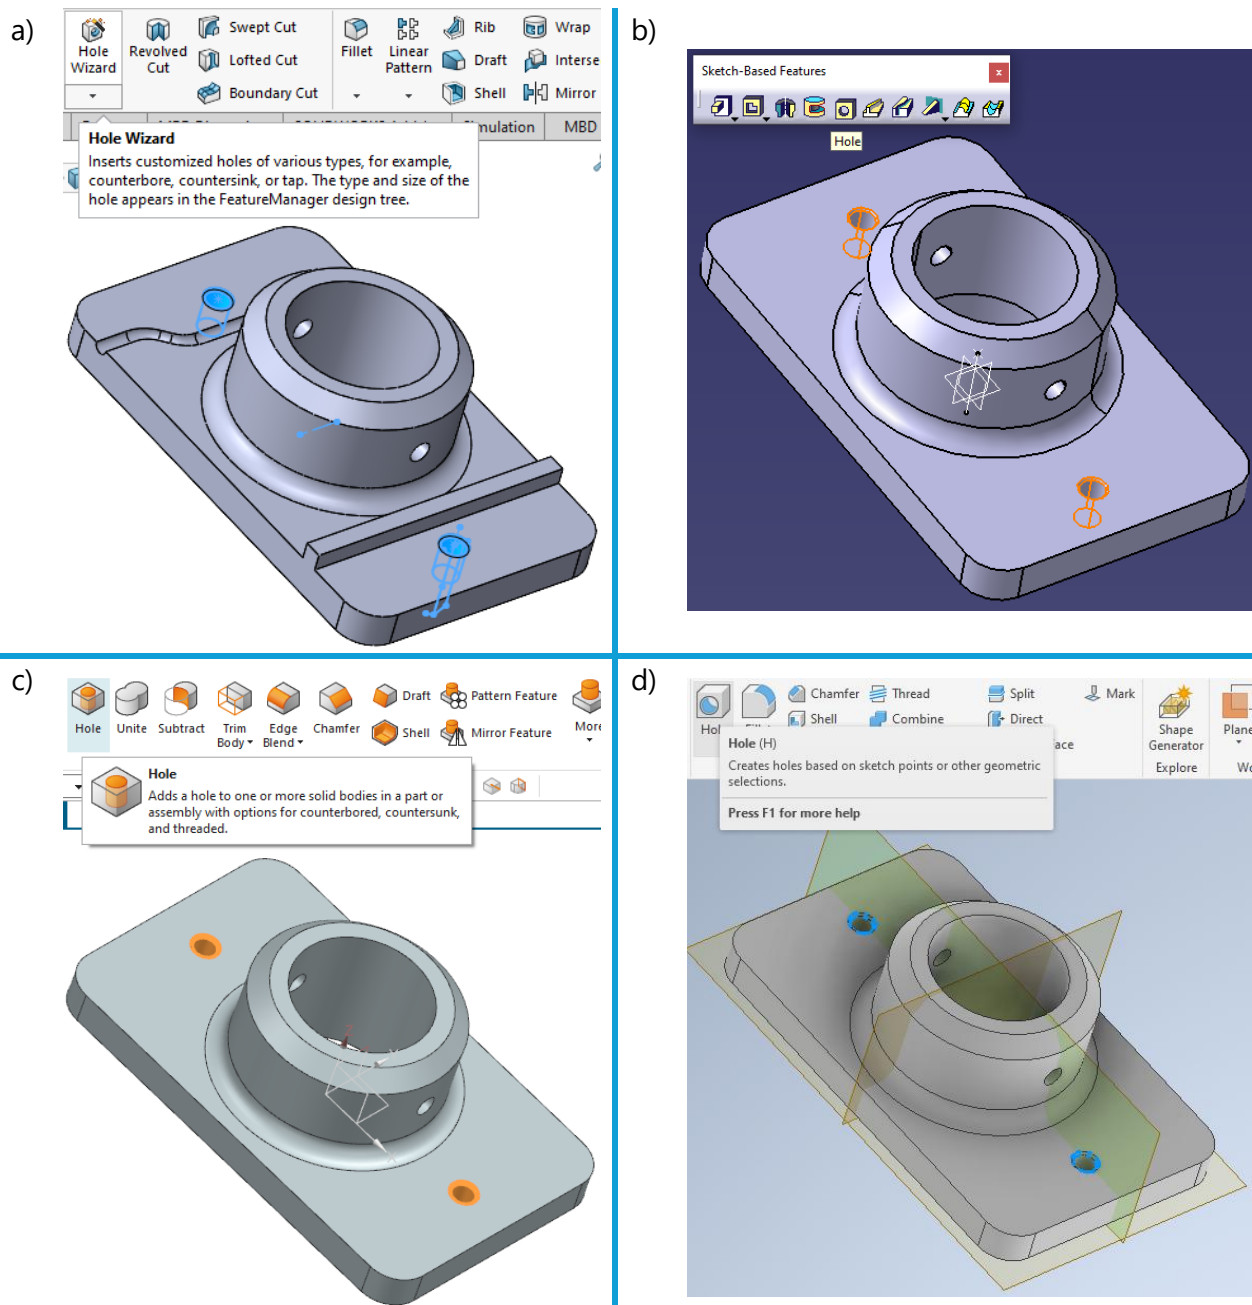 a)
Hole
Wizard
Revolved
Cut
Swept Cut
Lofted Cut
Boundary Cut
Fillet
Linear
Pattern
Rib
Draft
Shell
Wrap
Interse
Mirror
Simulation
MBD
Hole Wizard
Inserts customized holes of various types, for example,
counterbore, countersink, or tap. The type and size of the
hole appears in the FeatureManager design tree.
b)
Sketch-Based Features
x
Hole
c)
Hole
Unite
Subtract
Trim
Body
Edge
Blend
Chamfer
Draft
Shell
Pattern Feature
Mirror Feature
More
Hole
Adds a hole to one or more solid bodies in a part or
assembly with options for counterbored, countersunk,
and threaded.
d)
Hol
Chamfer
Shell
Thread
Combine
Split
Direct
ace
Mark
Shape
Generator
Explore
Plane
Wo
Hole (H)
Creates holes based on sketch points or other geometric
selections.
Press F1 for more help